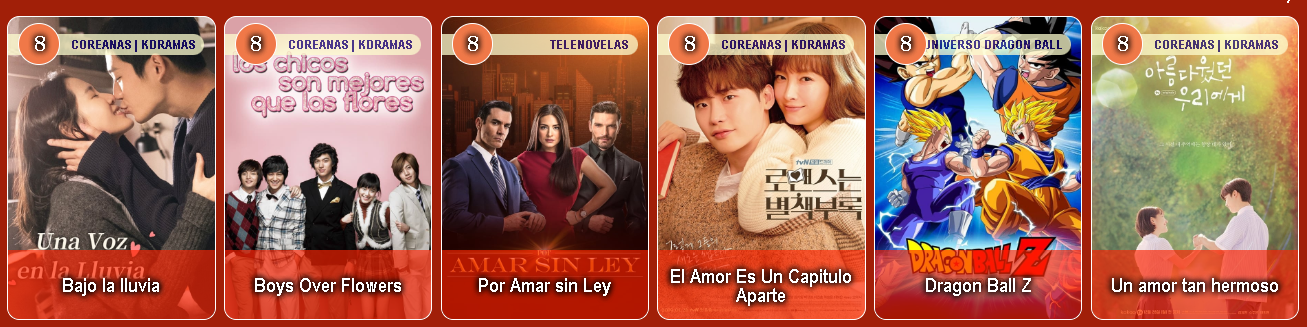 8 COREANAS | KDRAMAS
Una Voz
en la Lluvia
Bajo la lluvia
8 COREANAS | KDRAMAS
los chicos
son mejores
que las flores
Boys Over Flowers
8 TELENOVELAS
AMAR SIN LEY
Por Amar sin Ley
8 COREANAS | KDRAMAS
tvN
로맨스는
별책부록
El Amor Es Un Capitulo
Aparte
8 UNIVERSO DRAGON BALL
DRAGON BALL Z
Dragon Ball Z
8 COREANAS | KDRAMAS
아름다웠던
우리에게
Un amor tan hermoso